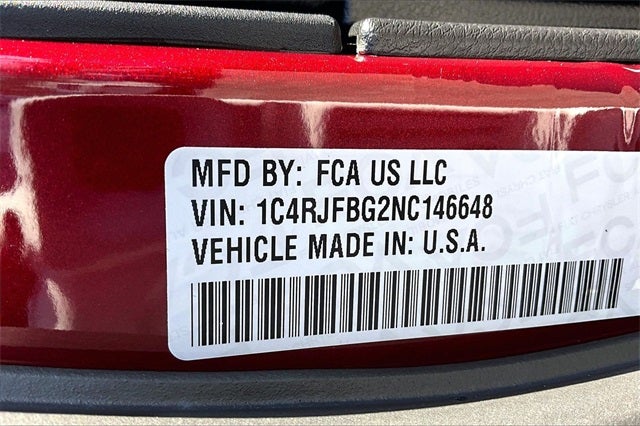 MFD BY: FCA US LLC
VIN: 1C4RJFBG2NC146648
VEHICLE MADE IN: U.S.A.